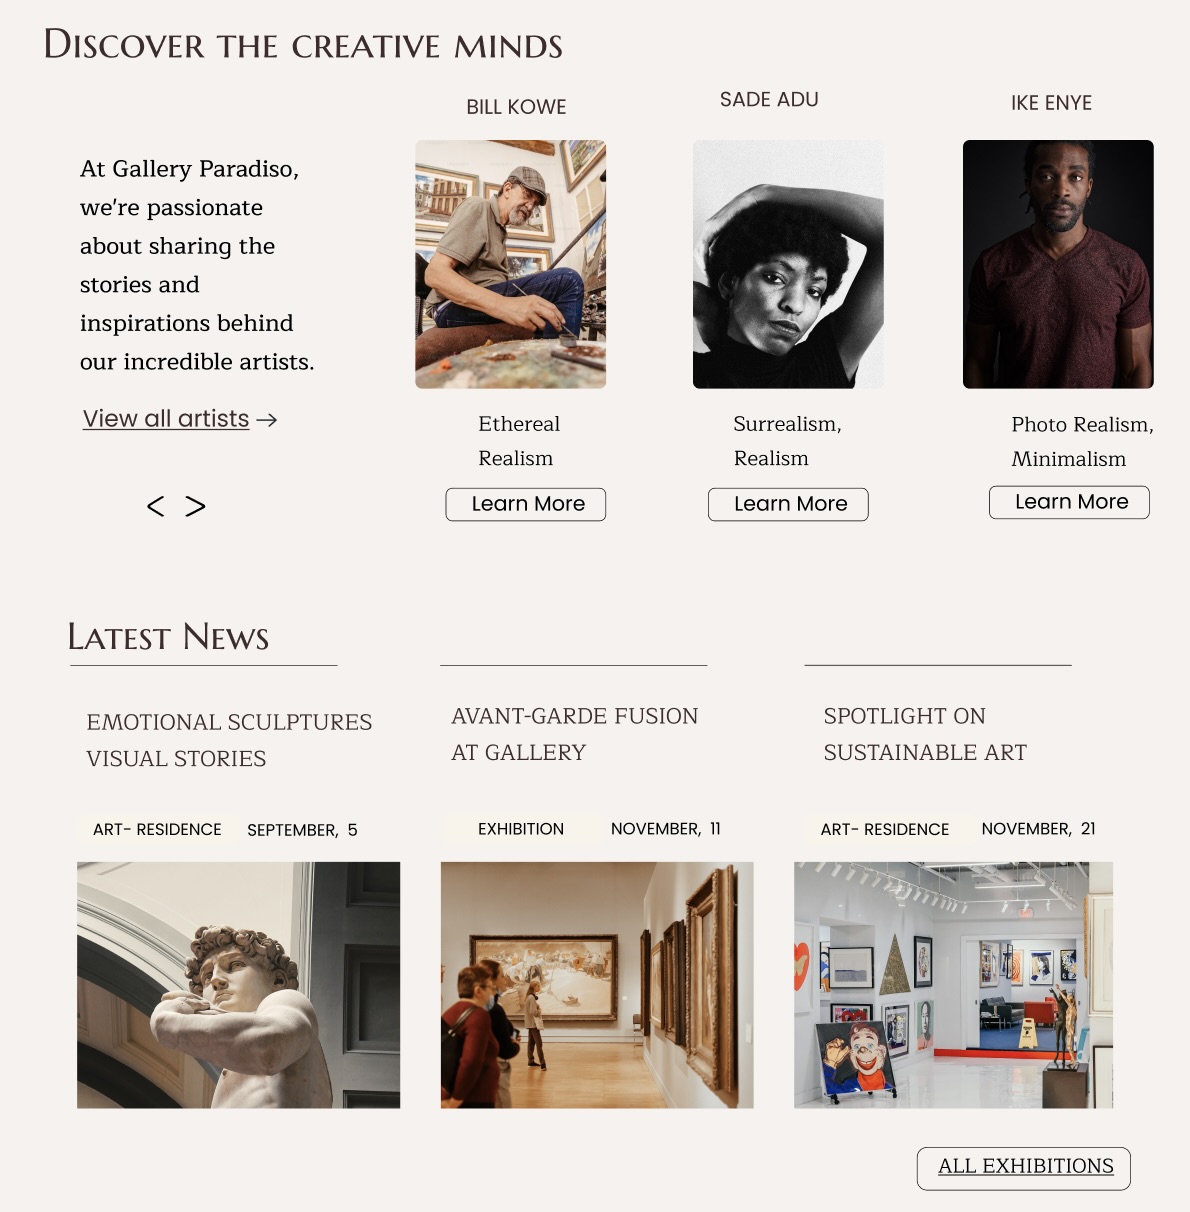 Discover the creative minds
At Gallery Paradiso,
we're passionate
about sharing the
stories and
inspirations behind
our incredible artists.
View all artists →
< >
BILL KOWE
Ethereal
Realism
Learn More
SADE ADU
Surrealism,
Realism
Learn More
IKE ENYE
Photo Realism,
Minimalism
Learn More
Latest News
EMOTIONAL SCULPTURES
VISUAL STORIES
ART- RESIDENCE SEPTEMBER, 5
AVANT-GARDE FUSION
AT GALLERY
EXHIBITION NOVEMBER, 11
SPOTLIGHT ON
SUSTAINABLE ART
ART- RESIDENCE NOVEMBER, 21
ALL EXHIBITIONS